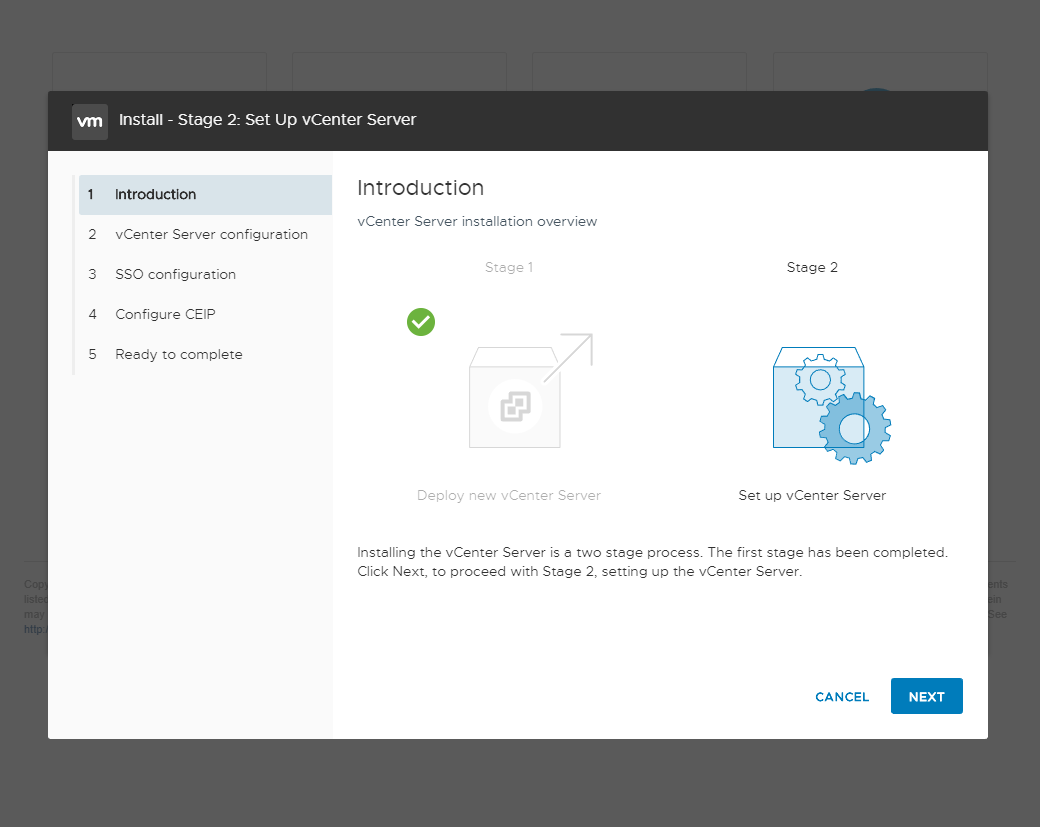 vm Install - Stage 2: Set Up vCenter Server
1 Introduction
2 vCenter Server configuration
3 SSO configuration
4 Configure CEIP
5 Ready to complete
Introduction
vCenter Server installation overview
Stage 1
Stage 2
Deploy new vCenter Server
Set up vCenter Server
Installing the vCenter Server is a two stage process. The first stage has been completed.
Click Next, to proceed with Stage 2, setting up the vCenter Server.
CANCEL
NEXT
listed
may
See